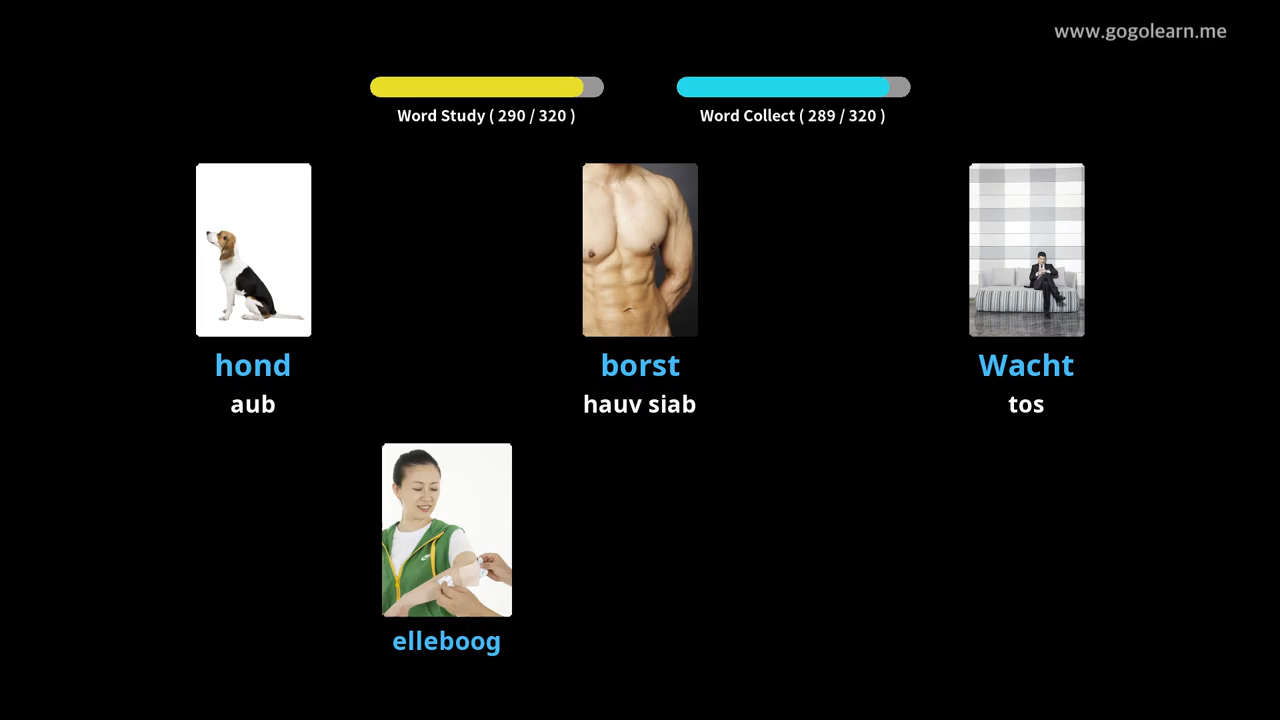 www.gogolearn.me
Word Study ( 290 / 320 )
Word Collect ( 289 / 320 )
hond
borst
Wacht
aub
hauv siab
tos
elleboog